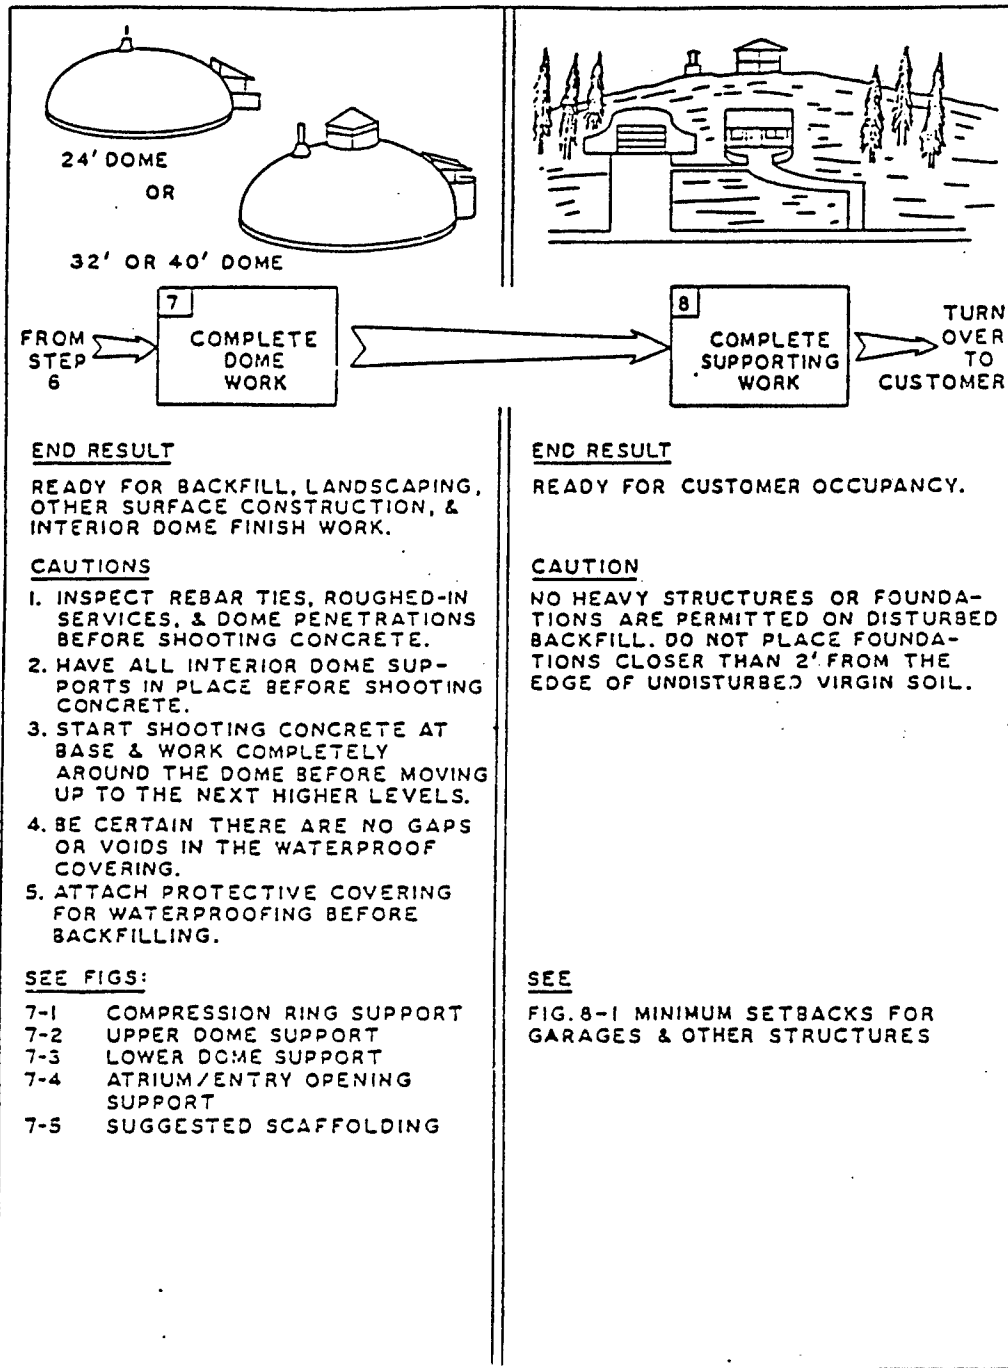 24' DOME
OR
32' OR 40' DOME
FROM
STEP
6
7
COMPLETE
DOME
WORK
8
COMPLETE
SUPPORTING
WORK
TURN
OVER
TO
CUSTOMER
END RESULT
READY FOR BACKFILL, LANDSCAPING,
OTHER SURFACE CONSTRUCTION, &
INTERIOR DOME FINISH WORK.
CAUTIONS
1. INSPECT REBAR TIES, ROUGHED-IN
SERVICES, & DOME PENETRATIONS
BEFORE SHOOTING CONCRETE.
2. HAVE ALL INTERIOR DOME SUP-
PORTS IN PLACE BEFORE SHOOTING
CONCRETE.
3. START SHOOTING CONCRETE AT
BASE & WORK COMPLETELY
AROUND THE DOME BEFORE MOVING
UP TO THE NEXT HIGHER LEVELS.
4. BE CERTAIN THERE ARE NO GAPS
OR VOIDS IN THE WATERPROOF
COVERING.
5. ATTACH PROTECTIVE COVERING
FOR WATERPROOFING BEFORE
BACKFILLING.
SEE FIGS:
7-1 COMPRESSION RING SUPPORT
7-2 UPPER DOME SUPPORT
7-3 LOWER DOME SUPPORT
7-4 ATRIUM/ENTRY OPENING
SUPPORT
7-5 SUGGESTED SCAFFOLDING
END RESULT
READY FOR CUSTOMER OCCUPANCY.
CAUTION
NO HEAVY STRUCTURES OR FOUNDA-
TIONS ARE PERMITTED ON DISTURBED
BACKFILL. DO NOT PLACE FOUNDA-
TIONS CLOSER THAN 2' FROM THE
EDGE OF UNDISTURBED VIRGIN SOIL.
SEE
FIG. 8-1 MINIMUM SETBACKS FOR
GARAGES & OTHER STRUCTURES